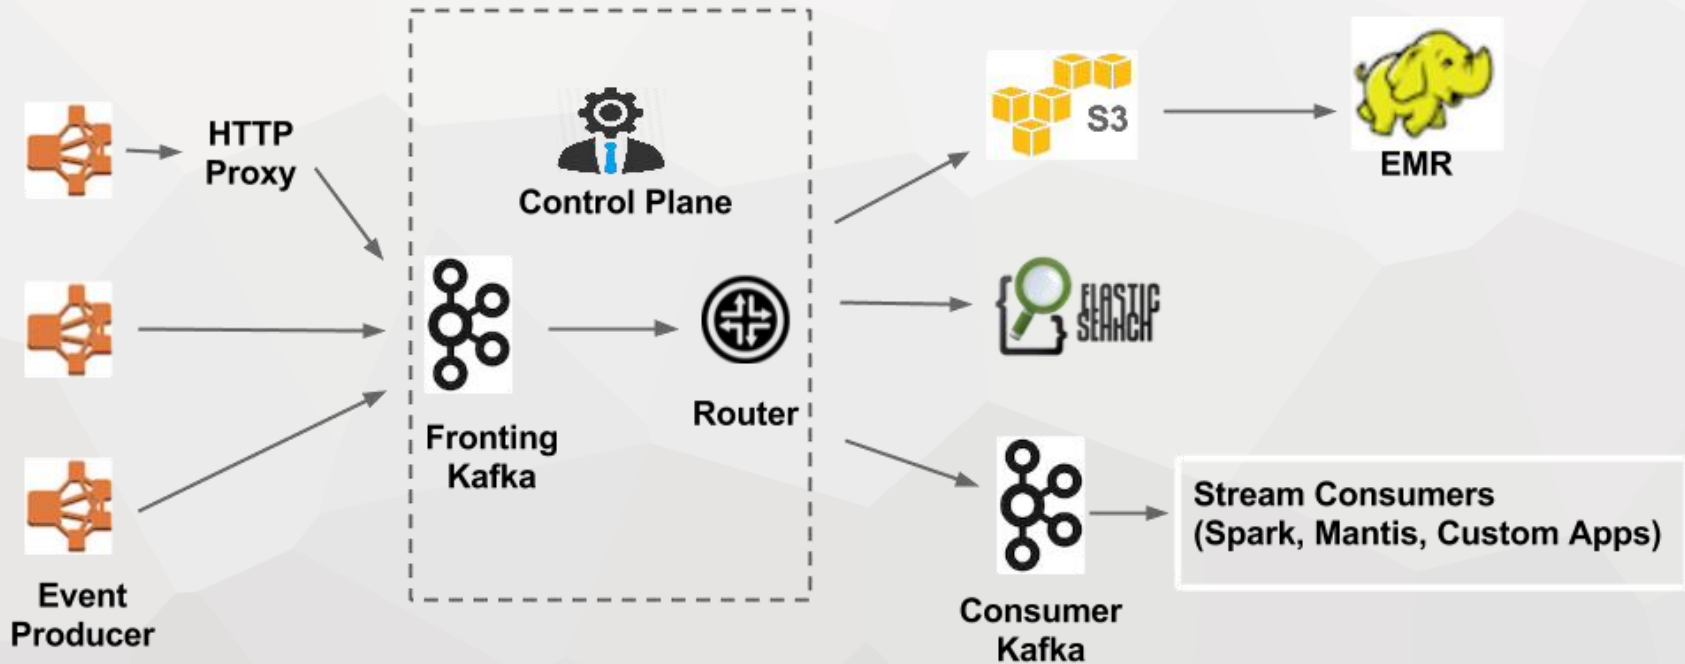 HTTP
Proxy
Event
Producer
Control Plane
Fronting
Kafka
Router
S3
EMR
ELASTIC
SEARCH
Consumer
Kafka
Stream Consumers
(Spark, Mantis, Custom Apps)